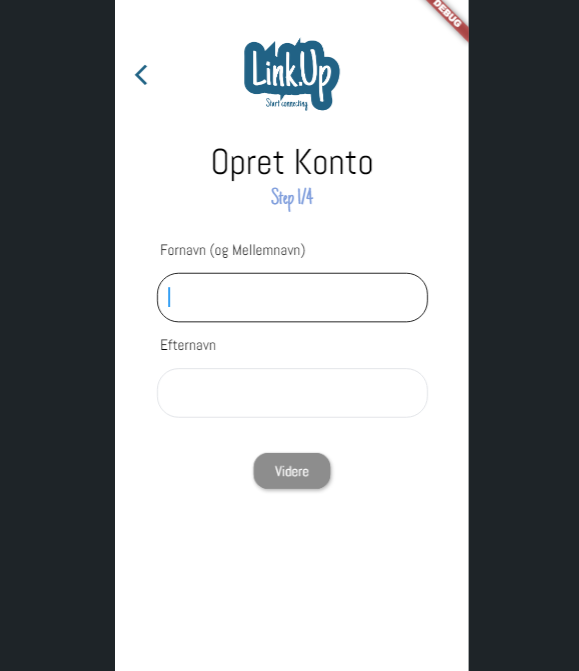 DEBUG
Link.Up
Start connecting
Opret Konto
Step 1/4
Fornavn (og Mellemnavn)
Efternavn
Videre